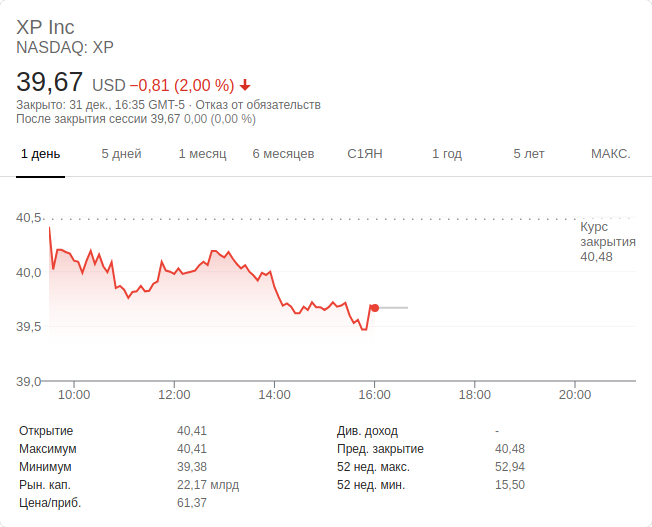 XP Inc
NASDAQ: XP
39,67 USD −0,81 (2,00 %)
Закрыто: 31 дек., 16:35 GMT-5 · Отказ от обязательств
После закрытия сессии 39,67 0,00 (0,00 %)
1 день 5 дней 1 месяц 6 месяцев С1ЯН 1 год 5 лет МАКС.
40,5
Курс
закрытия
40,48
40,0
39,5
39,0
10:00 12:00 14:00 16:00 18:00 20:00
Открытие 40,41 Див. доход -
Максимум 40,41 Пред. закрытие 40,48
Минимум 39,38 52 нед. макс. 52,94
Рын. кап. 22,17 млрд 52 нед. мин. 15,50
Цена/приб. 61,37